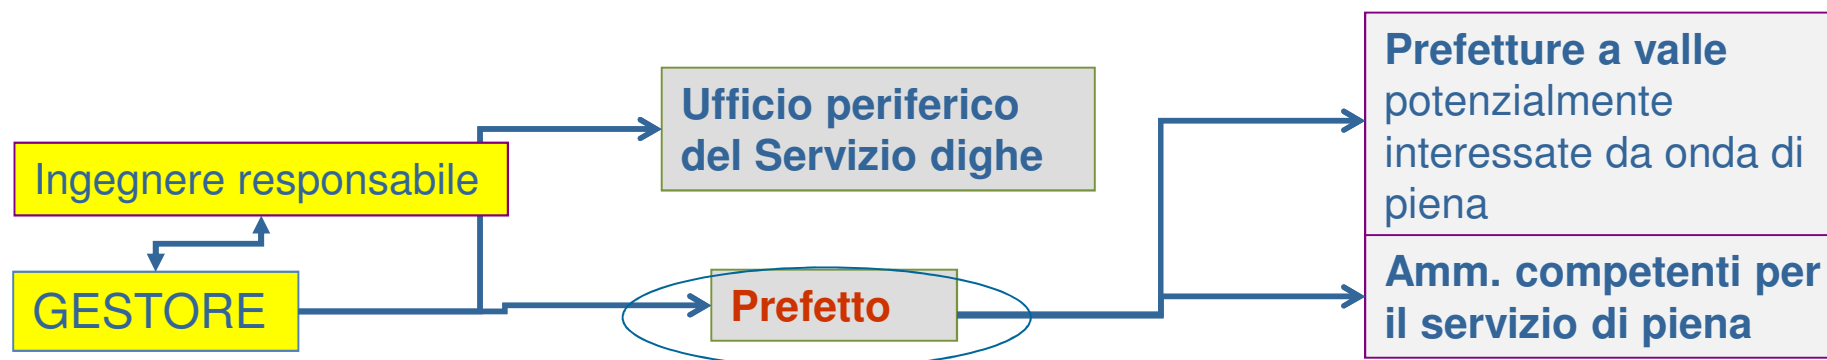 Ingegnere responsabile
GESTORE
Ufficio periferico
del Servizio dighe
Prefetto
Prefetture a valle
potenzialmente
interessate da onda di
piena
Amm. competenti per
il servizio di piena